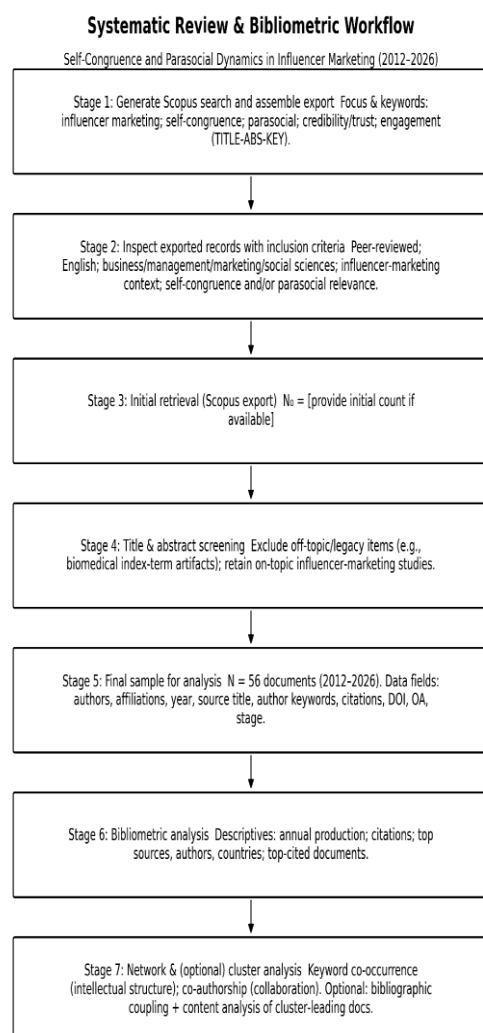 Systematic Review & Bibliometric Workflow
Self-Congruence and Parasocial Dynamics in Influencer Marketing (2012–2026)
Stage 1: Generate Scopus search and assemble export  Focus & keywords:
influencer marketing; self-congruence; parasocial; credibility/trust; engagement
(TITLE-ABS-KEY).
Stage 2: Inspect exported records with inclusion criteria  Peer-reviewed;
English; business/management/marketing/social sciences; influencer-marketing
context; self-congruence and/or parasocial relevance.
Stage 3: Initial retrieval (Scopus export)  N₀ = [provide initial count if
available]
Stage 4: Title & abstract screening  Exclude off-topic/legacy items (e.g.,
biomedical index-term artifacts); retain on-topic influencer-marketing studies.
Stage 5: Final sample for analysis  N = 56 documents (2012–2026). Data fields:
authors, affiliations, year, source title, author keywords, citations, DOI, OA,
stage.
Stage 6: Bibliometric analysis  Descriptives: annual production; citations; top
sources, authors, countries; top-cited documents.
Stage 7: Network & (optional) cluster analysis  Keyword co-occurrence
(intellectual structure); co-authorship (collaboration). Optional: bibliographic
coupling + content analysis of cluster-leading docs.